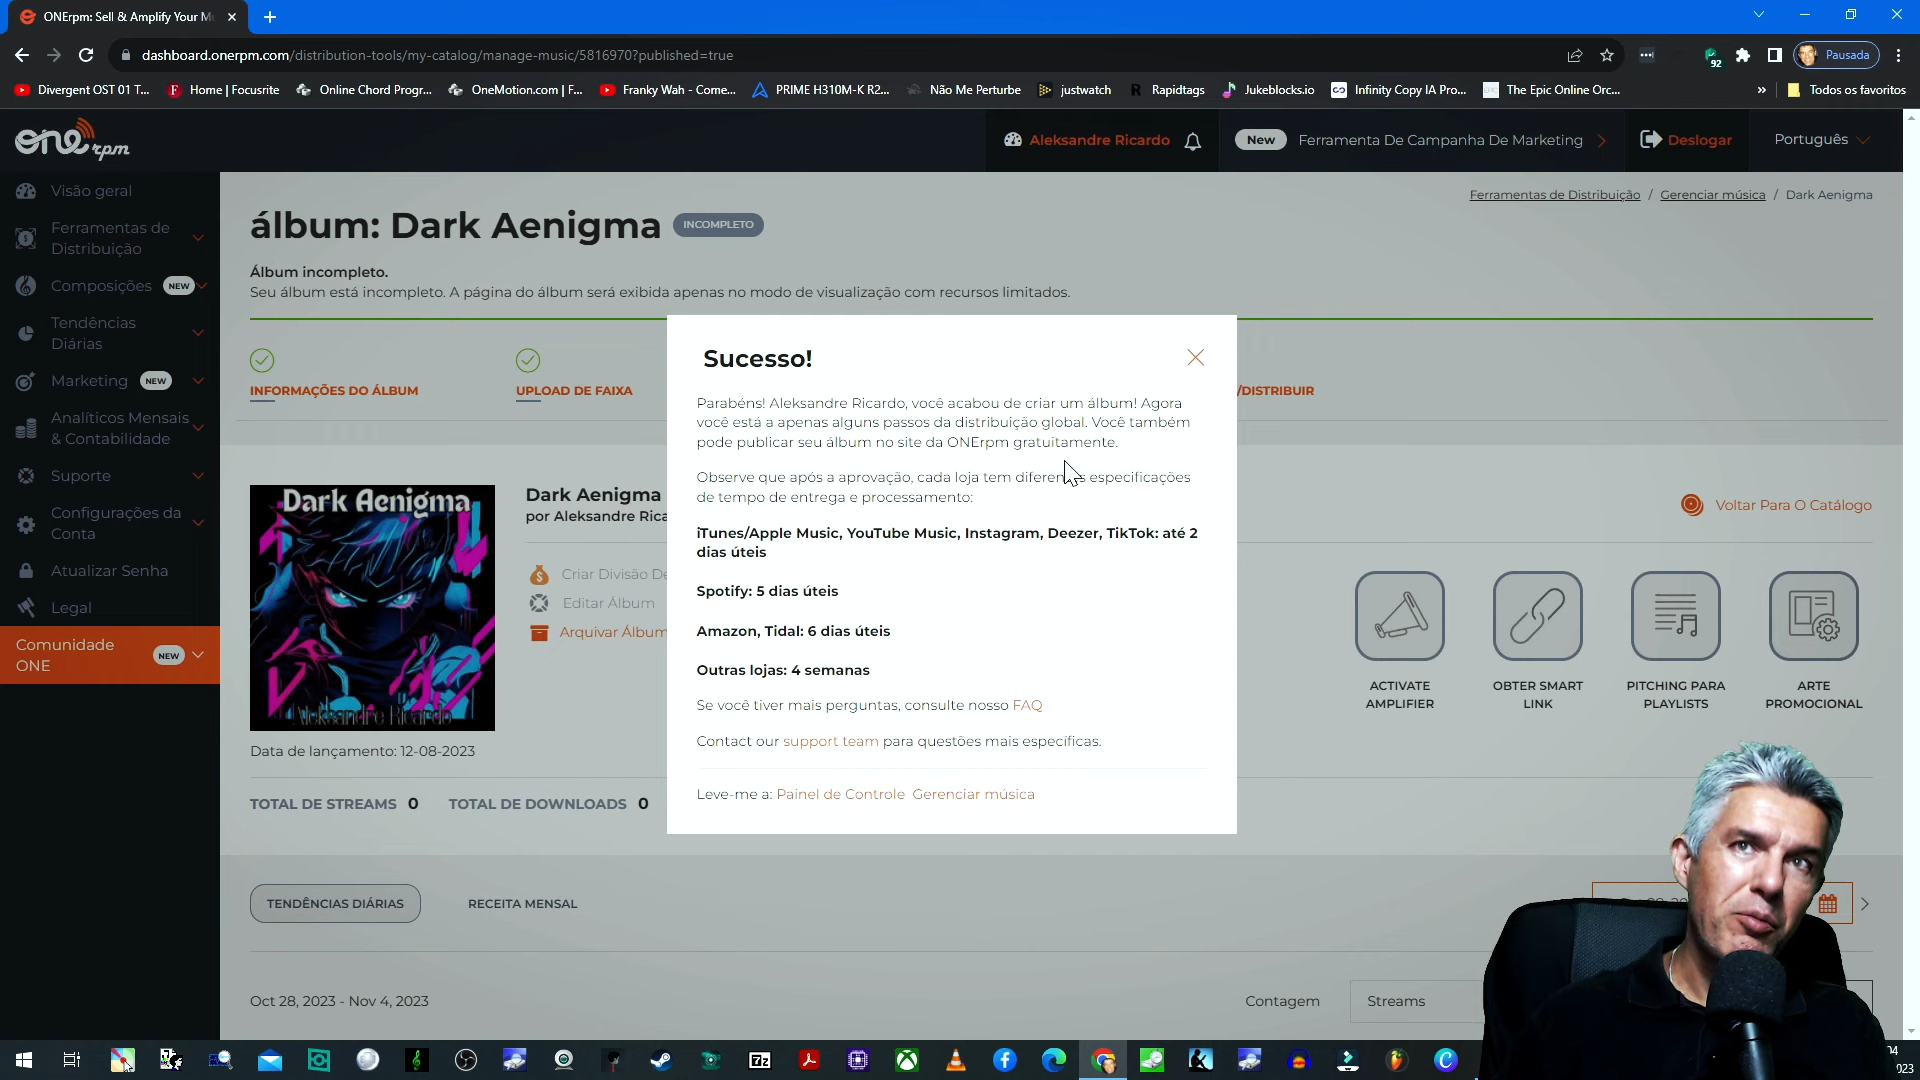 ONErpm: Sell & Amplify Your M
dashboard.onerpm.com/distribution-tools/my-catalog/manage-music/5816970?published=true
92
Pausada
Divergent OST 01 T...
Home | Focusrite
Online Chord Progr...
OneMotion.com | F...
Franky Wah - Come...
PRIME H310M-K R2...
Não Me Perturbe
justwatch
Rapidtags
Jukeblocks.io
Infinity Copy IA Pro...
The Epic Online Orc...
»
Todos os favoritos
one rpm
Aleksandre Ricardo
New
Ferramenta De Campanha De Marketing
Deslogar
Português
Visão geral
Ferramentas de
Distribuição
Composições NEW
Tendências
Diárias
Marketing NEW
Analíticos Mensais
& Contabilidade
Suporte
Configurações da
Conta
Atualizar Senha
Legal
Comunidade
ONE
NEW
Ferramentas de Distribuição / Gerenciar música / Dark Aenigma
álbum: Dark Aenigma INCOMPLETO
Álbum incompleto.
Seu álbum está incompleto. A página do álbum será exibida apenas no modo de visualização com recursos limitados.
INFORMAÇÕES DO ÁLBUM
UPLOAD DE FAIXA
/DISTRIBUIR
Sucesso!
Parabéns! Aleksandre Ricardo, você acabou de criar um álbum! Agora
você está a apenas alguns passos da distribuição global. Você também
pode publicar seu álbum no site da ONErpm gratuitamente.
Observe que após a aprovação, cada loja tem diferentes especificações
de tempo de entrega e processamento:
iTunes/Apple Music, YouTube Music, Instagram, Deezer, TikTok: até 2
dias úteis
Spotify: 5 dias úteis
Amazon, Tidal: 6 dias úteis
Outras lojas: 4 semanas
Se você tiver mais perguntas, consulte nosso FAQ
Contact our support team para questões mais específicas.
Leve-me a: Painel de Controle Gerenciar música
Dark Aenigma
Aleksandre Ricardo
Dark Aenigma
por Aleksandre Rica
Criar Divisão De
Editar Álbum
Arquivar Álbum
Voltar Para O Catálogo
ACTIVATE
AMPLIFIER
OBTER SMART
LINK
PITCHING PARA
PLAYLISTS
ARTE
PROMOCIONAL
Data de lançamento: 12-08-2023
TOTAL DE STREAMS 0
TOTAL DE DOWNLOADS 0
TENDÊNCIAS DIÁRIAS
RECEITA MENSAL
Oct 28, 2023 - Nov 4, 2023
Contagem
Streams
7z